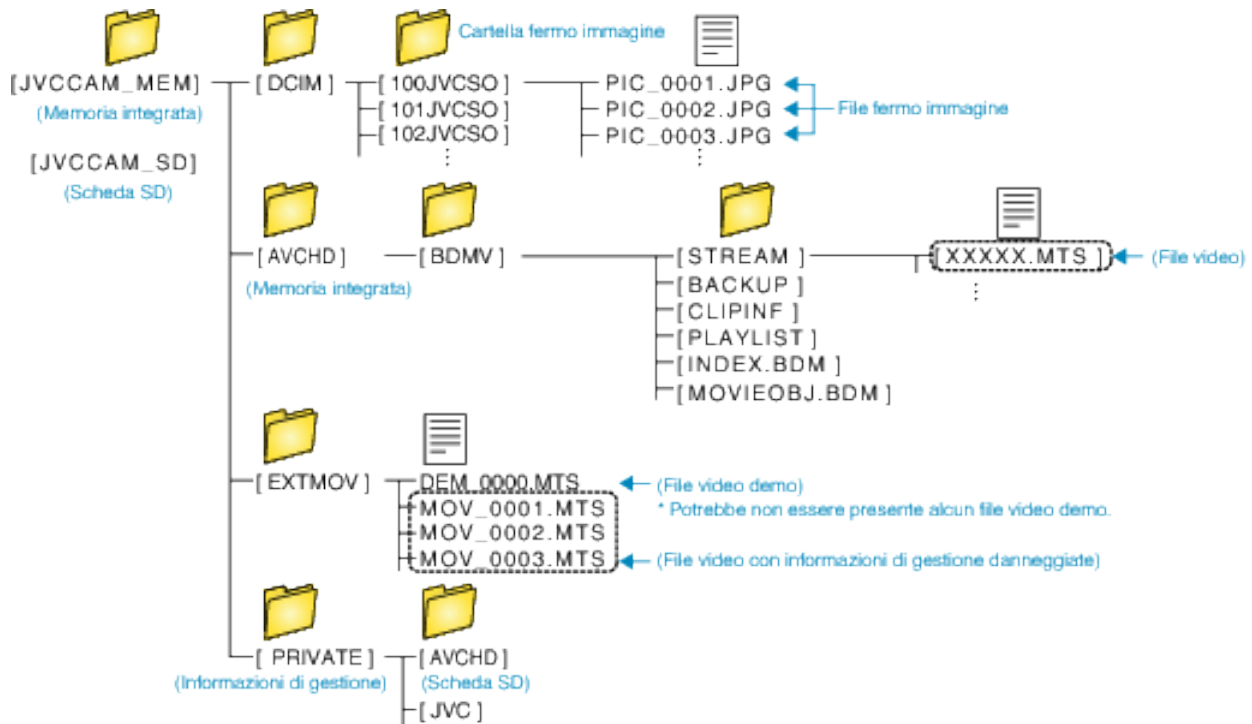 Cartella fermo immagine
[JVCCAM_MEM]
(Memoria integrata)
[JVCCAM_SD]
(Scheda SD)
[DCIM]
[100JVCSO]
[101JVCSO]
[102JVCSO]
PIC_0001.JPG
PIC_0002.JPG
PIC_0003.JPG
File fermo immagine
[AVCHD]
(Memoria integrata)
[BDMV]
[STREAM]
[BACKUP]
[CLIPINF]
[PLAYLIST]
[INDEX.BDM]
[MOVIEOBJ.BDM]
[XXXXX.MTS]
(File video)
[EXTMOV]
DEM_0000.MTS
(File video demo)
* Potrebbe non essere presente alcun file video demo.
MOV_0001.MTS
MOV_0002.MTS
MOV_0003.MTS
(File video con informazioni di gestione danneggiate)
[PRIVATE]
(Informazioni di gestione)
[AVCHD]
(Scheda SD)
[JVC]